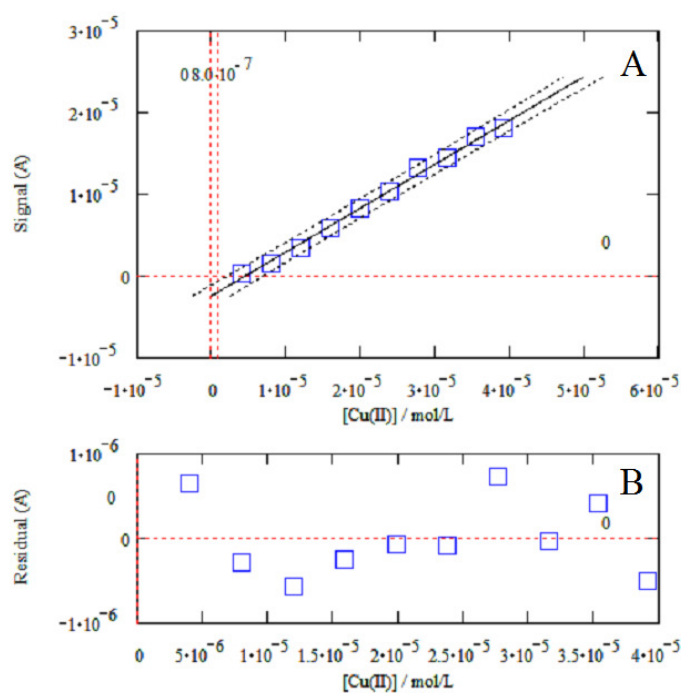 3•10⁻⁵
0 8.0•10⁻⁷
A
2•10⁻⁵
Signal (A)
1•10⁻⁵
0
0
-1•10⁻⁵
-1•10⁻⁵ 0 1•10⁻⁵ 2•10⁻⁵ 3•10⁻⁵ 4•10⁻⁵ 5•10⁻⁵ 6•10⁻⁵
[Cu(II)] / mol/L
1•10⁻⁶
B
0
0
Residual (A)
0
-1•10⁻⁶
0 5•10⁻⁶ 1•10⁻⁵ 1.5•10⁻⁵ 2•10⁻⁵ 2.5•10⁻⁵ 3•10⁻⁵ 3.5•10⁻⁵ 4•10⁻⁵
[Cu(II)] / mol/L